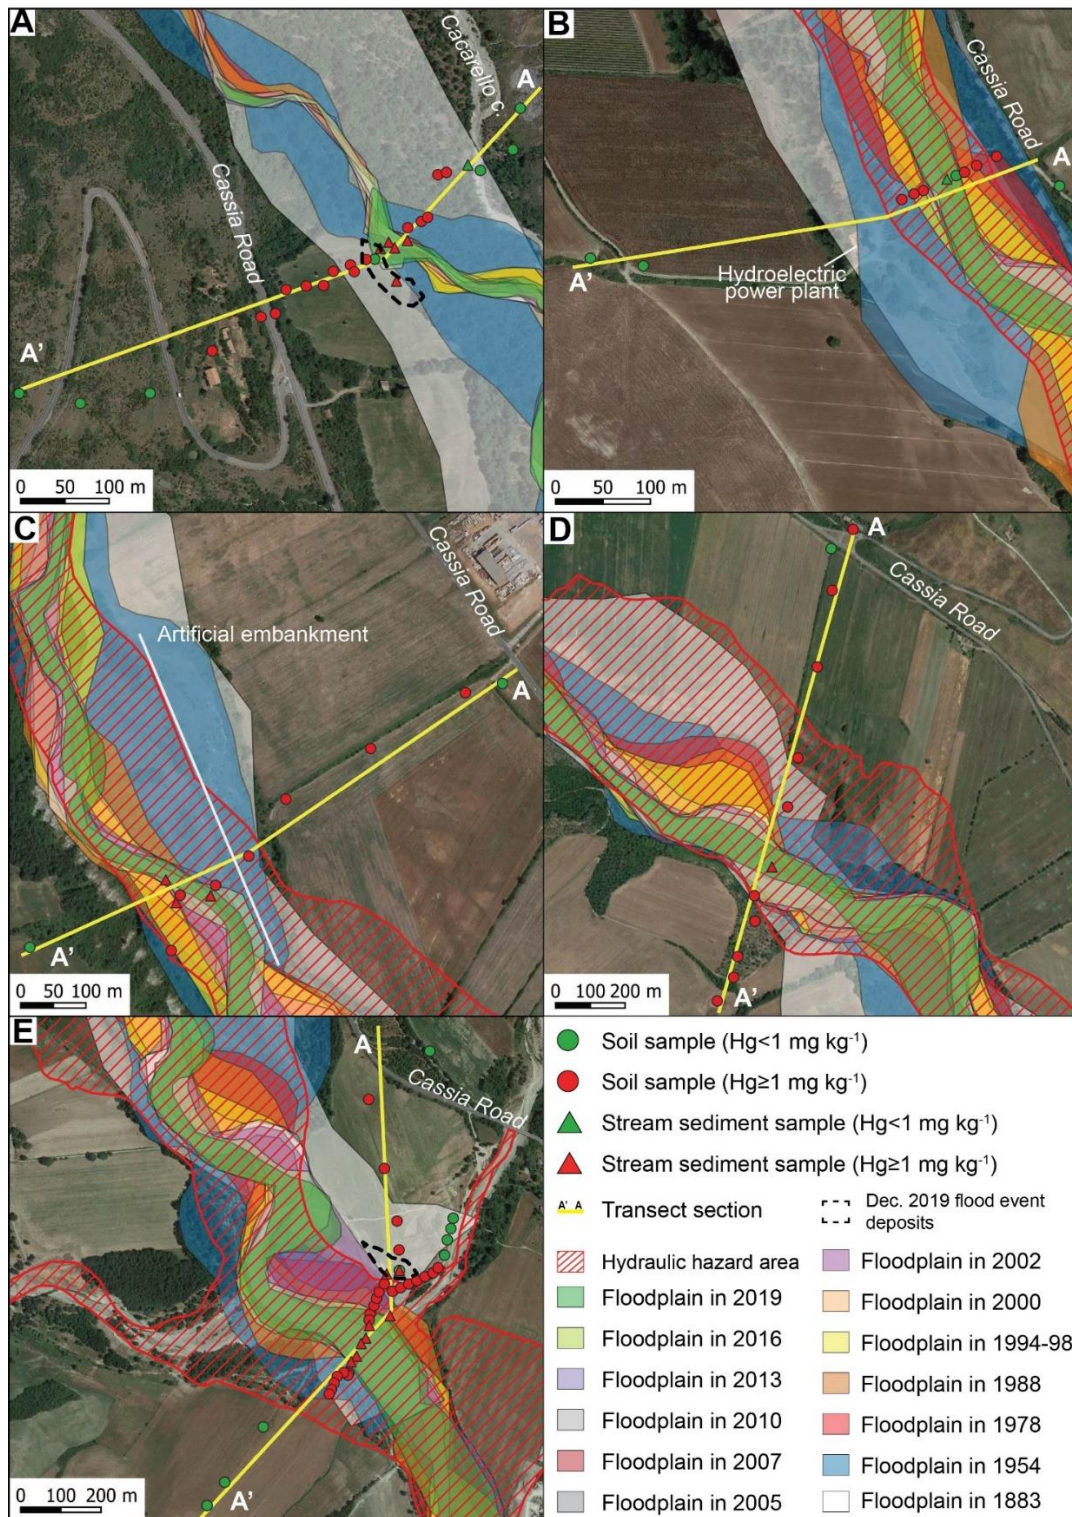 A
Cacarello c.
A
Cassia Road
A'
0 50 100 m
B
Cassia Road
A
A'
Hydroelectric
power plant
0 50 100 m
C
Cassia Road
Artificial embankment
A
A'
0 50 100 m
D
A
Cassia Road
A'
0 100 200 m
E
A
Cassia Road
A'
0 100 200 m
Soil sample (Hg<1 mg kg⁻¹)
Soil sample (Hg≥1 mg kg⁻¹)
Stream sediment sample (Hg<1 mg kg⁻¹)
Stream sediment sample (Hg≥1 mg kg⁻¹)
A' A
Transect section
Dec. 2019 flood event
deposits
Hydraulic hazard area
Floodplain in 2019
Floodplain in 2016
Floodplain in 2013
Floodplain in 2010
Floodplain in 2007
Floodplain in 2005
Floodplain in 2002
Floodplain in 2000
Floodplain in 1994-98
Floodplain in 1988
Floodplain in 1978
Floodplain in 1954
Floodplain in 1883